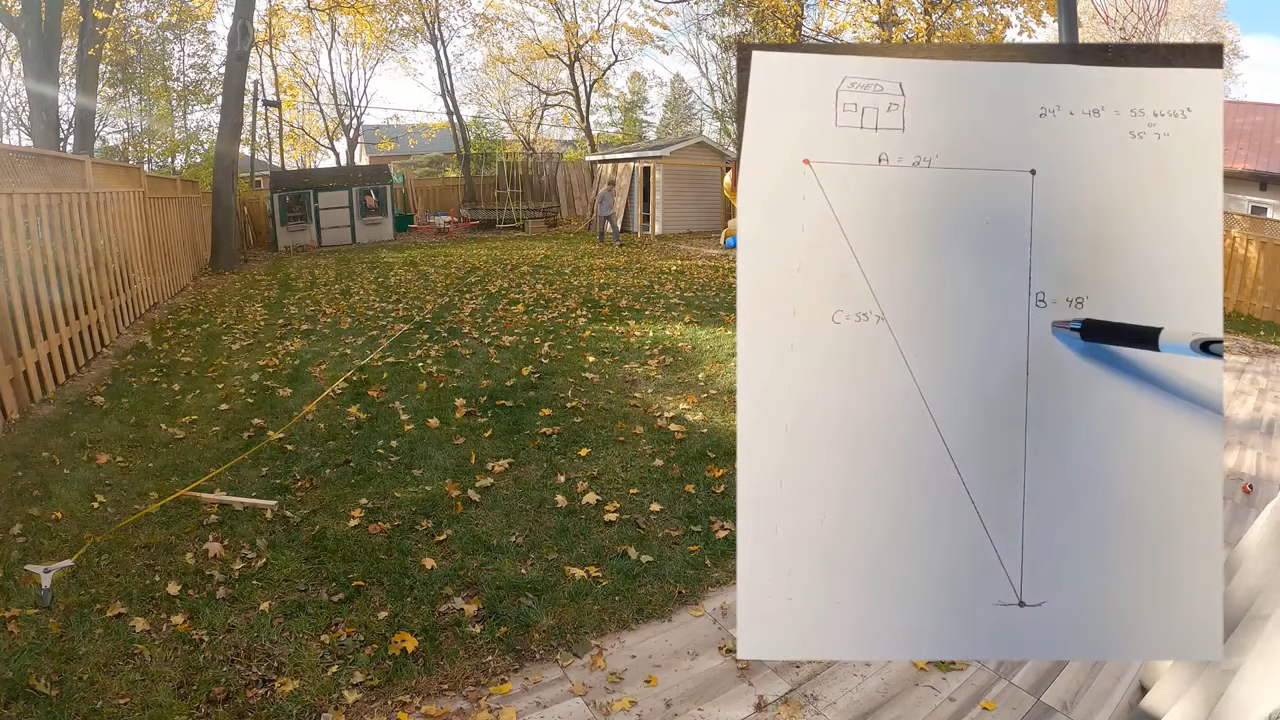 SHED
24² + 48² = 55.66563²
or
55' 7"
A = 24'
B = 48'
C = 55' 7"